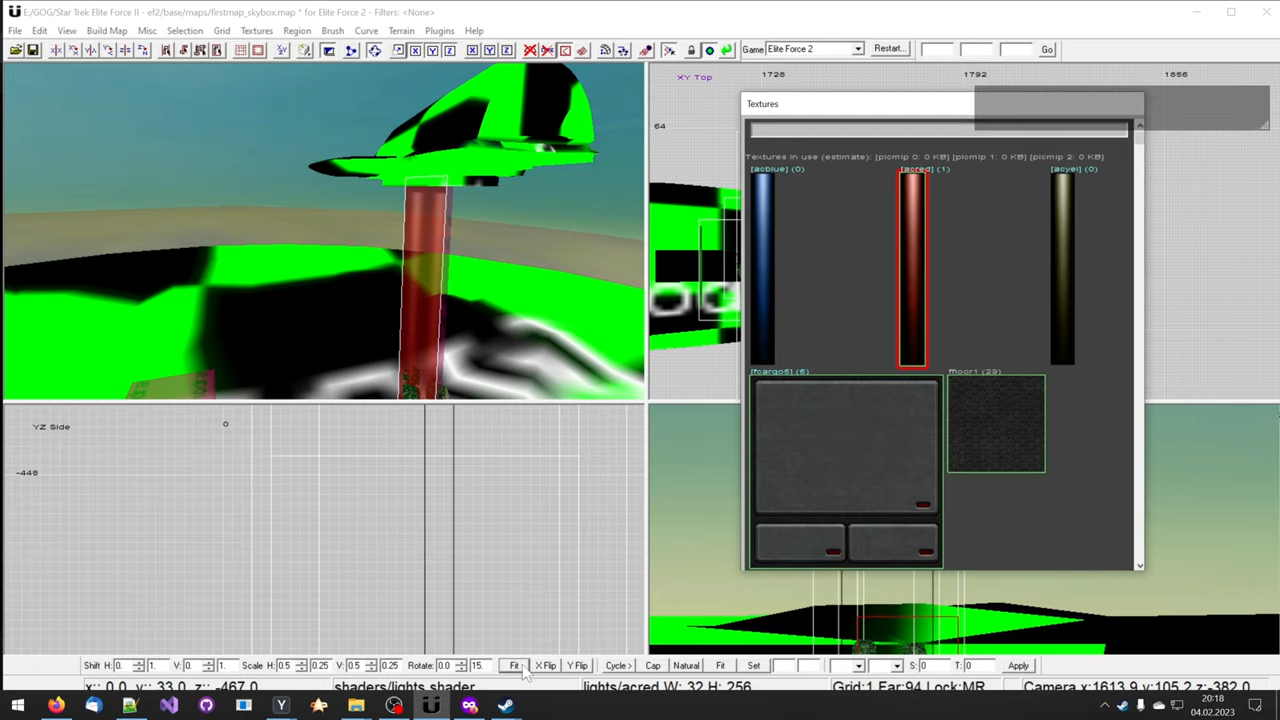 E:/GOG/Star Trek Elite Force II - ef2/base/maps/firstmap_skybox.map * for Elite Force 2 - Filters: <None>
File Edit View Build Map Misc Selection Grid Textures Region Brush Curve Terrain Plugins Help
Game Elite Force 2 Restart... Go
XY Top 1728 1792 1856
64
Textures
Textures in use (estimate): [picmip 0: 0 KB] [picmip 1: 0 KB] [picmip 2: 0 KB]
[acblue] (0) [acred] (1) [acyel] (0)
[fcargo5] (6) ffloor1 (29)
YZ Side 0
-448
Shift H: 0. 1. V: 0. 1. Scale H: 0.5 0.25 V: 0.5 0.25 Rotate: 0.0 15. Fit X Flip Y Flip Cycle > Cap Natural Fit Set S: 0 T: 0 Apply
x:: 0.0 y:: 33.0 z:: -467.0 shaders/lights.shader lights/acred W: 32 H: 256 Grid:1 Far:94 Lock:MR Camera x:1613.9 y:105.2 z:-382.0
20:18
04.02.2023